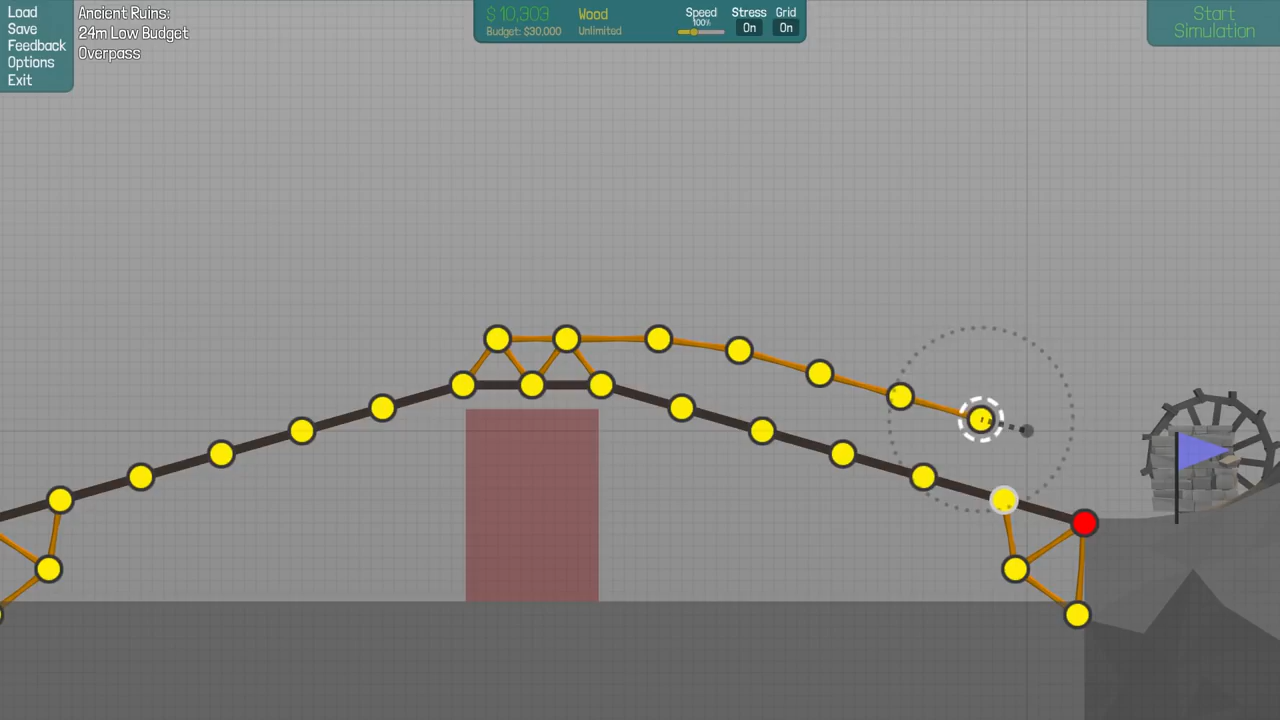 Load
Save
Feedback
Options
Exit
Ancient Ruins:
24m Low Budget
Overpass
$10,303
Budget: $30,000
Wood
Unlimited
Speed
100%
Stress
On
Grid
On
Start
Simulation